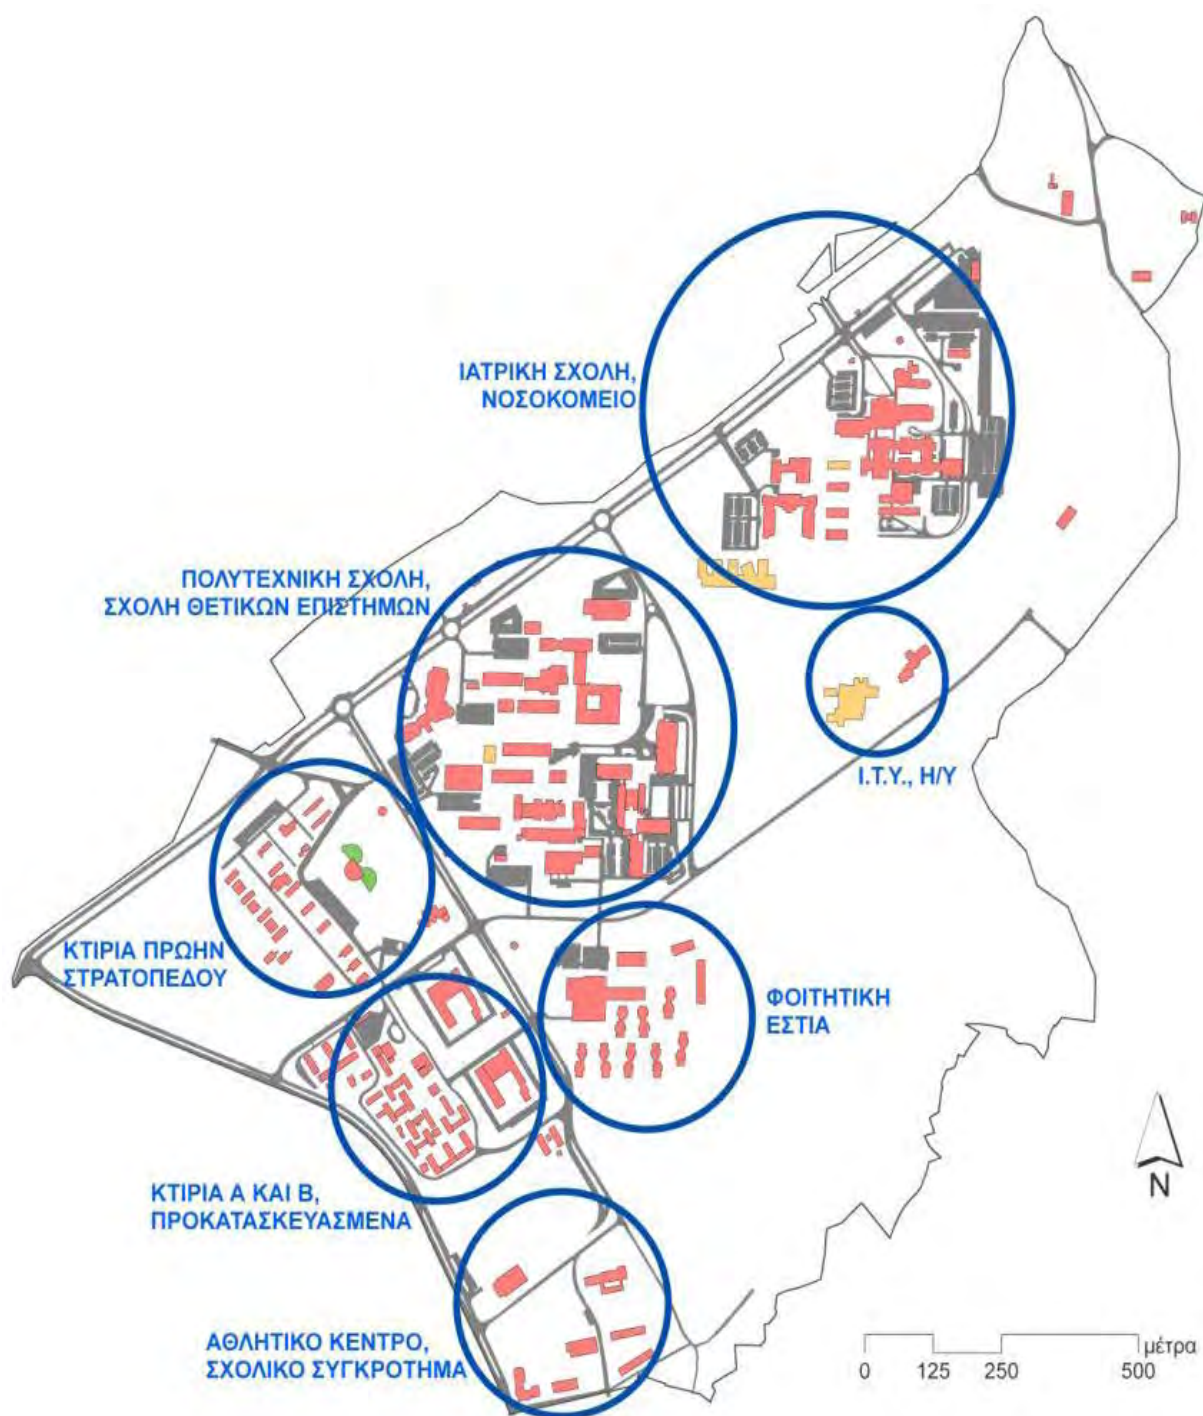 ΙΑΤΡΙΚΗ ΣΧΟΛΗ,
ΝΟΣΟΚΟΜΕΙΟ
ΠΟΛΥΤΕΧΝΙΚΗ ΣΧΟΛΗ,
ΣΧΟΛΗ ΘΕΤΙΚΩΝ ΕΠΙΣΤΗΜΩΝ
Ι.Τ.Υ., Η/Υ
ΚΤΙΡΙΑ ΠΡΩΗΝ
ΣΤΡΑΤΟΠΕΔΟΥ
ΦΟΙΤΗΤΙΚΗ
ΕΣΤΙΑ
ΚΤΙΡΙΑ Α ΚΑΙ Β,
ΠΡΟΚΑΤΑΣΚΕΥΑΣΜΕΝΑ
N
ΑΘΛΗΤΙΚΟ ΚΕΝΤΡΟ,
ΣΧΟΛΙΚΟ ΣΥΓΚΡΟΤΗΜΑ
μέτρα
0 125 250 500